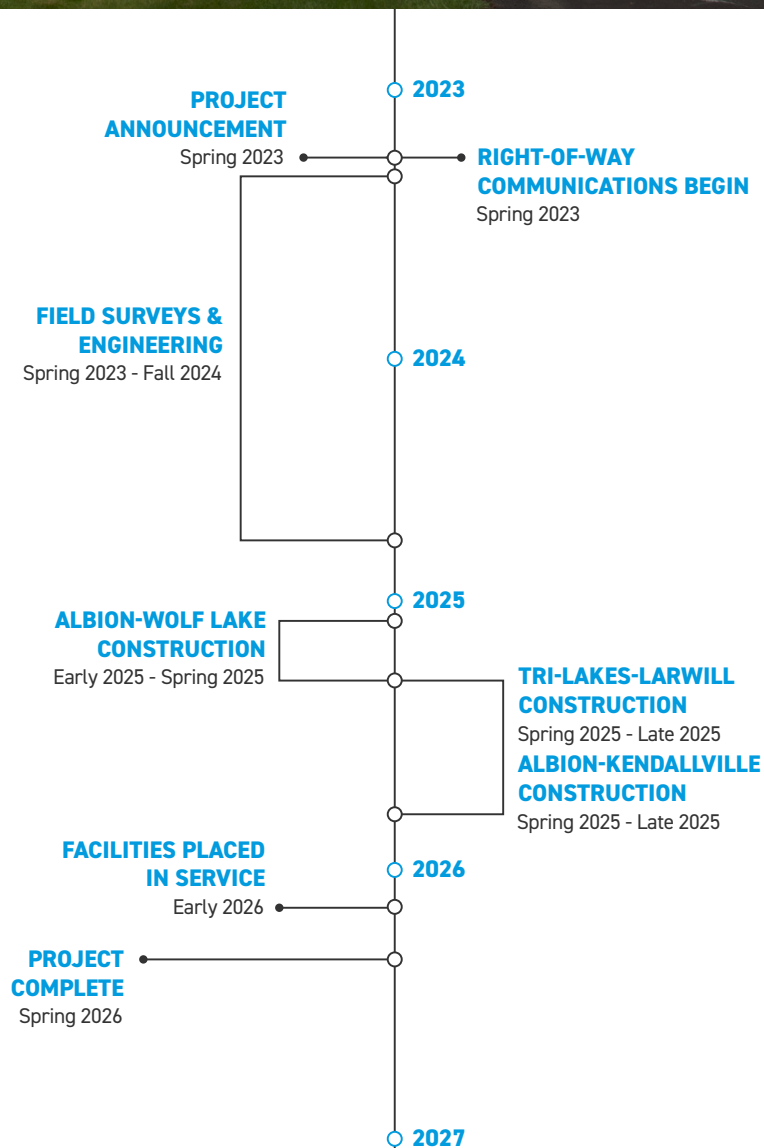 2023
PROJECT
ANNOUNCEMENT
Spring 2023
RIGHT-OF-WAY
COMMUNICATIONS BEGIN
Spring 2023
FIELD SURVEYS &
ENGINEERING
Spring 2023 - Fall 2024
2024
2025
ALBION-WOLF LAKE
CONSTRUCTION
Early 2025 - Spring 2025
TRI-LAKES-LARWILL
CONSTRUCTION
Spring 2025 - Late 2025
ALBION-KENDALLVILLE
CONSTRUCTION
Spring 2025 - Late 2025
FACILITIES PLACED
IN SERVICE
Early 2026
2026
PROJECT
COMPLETE
Spring 2026
2027